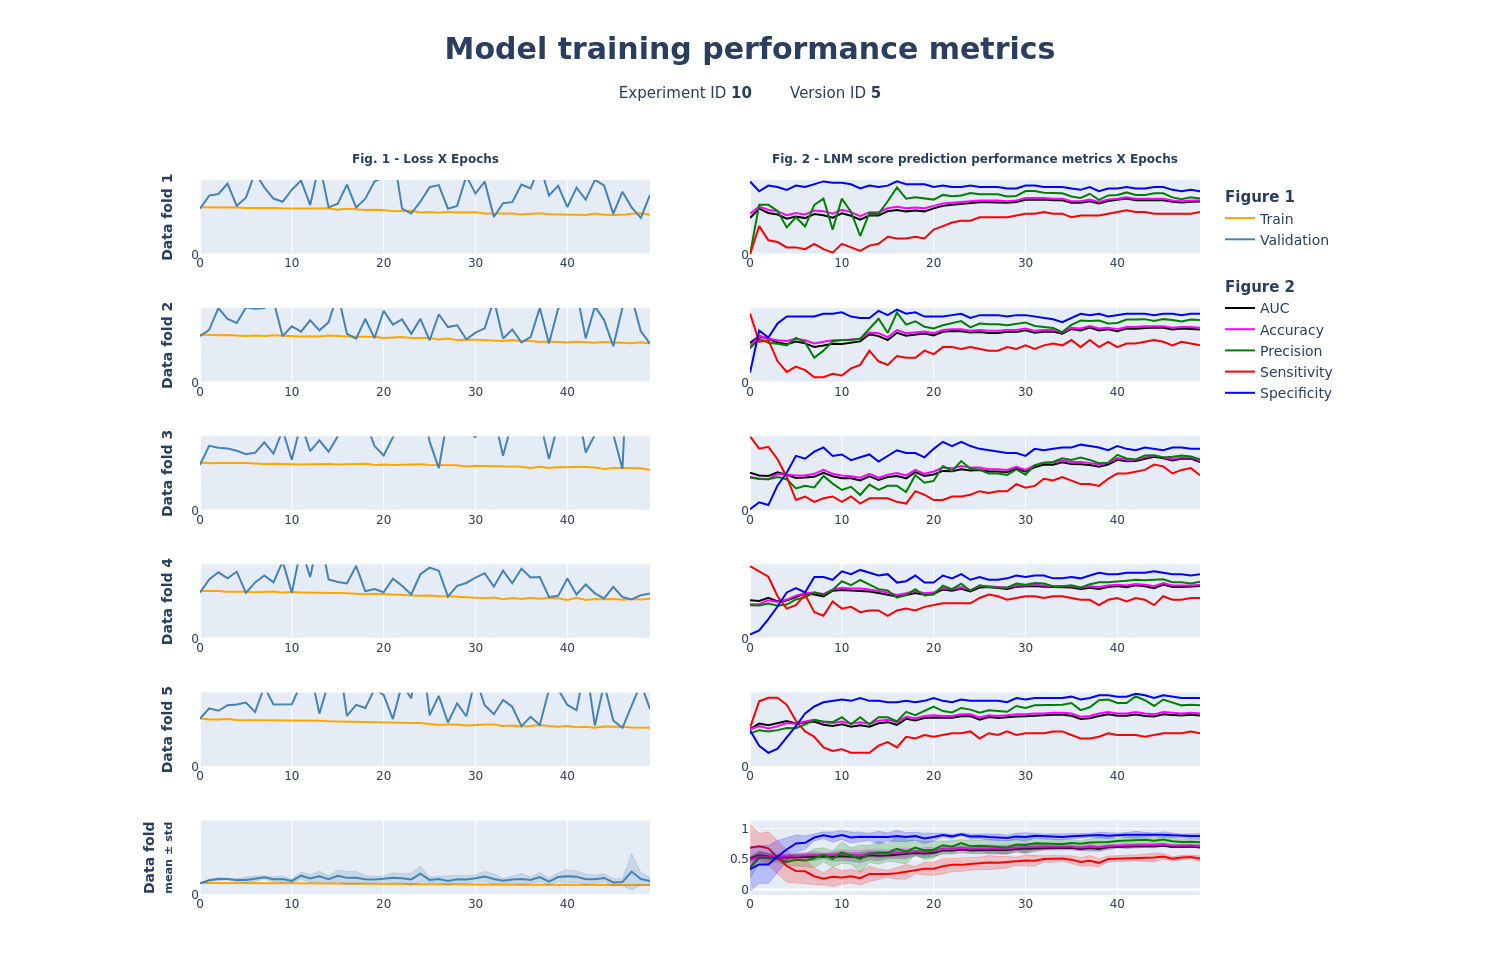 Model training performance metrics
Experiment ID 10 Version ID 5
Fig. 1 - Loss X Epochs
Fig. 2 - LNM score prediction performance metrics X Epochs
Data fold 1
0
0 10 20 30 40
0
0 10 20 30 40
Figure 1
Train
Validation
Figure 2
AUC
Accuracy
Precision
Sensitivity
Specificity
Data fold 2
0
0 10 20 30 40
0
0 10 20 30 40
Data fold 3
0
0 10 20 30 40
0
0 10 20 30 40
Data fold 4
0
0 10 20 30 40
0
0 10 20 30 40
Data fold 5
0
0 10 20 30 40
0
0 10 20 30 40
Data fold
mean ± std
0
0 10 20 30 40
1
0.5
0
0 10 20 30 40